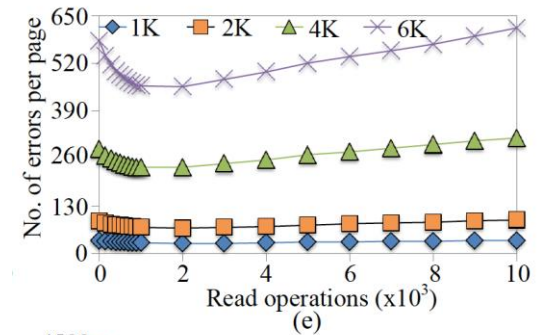 1K 2K 4K 6K
No. of errors per page
650
520
390
260
130
0
0 2 4 6 8 10
Read operations (x10³)
(e)